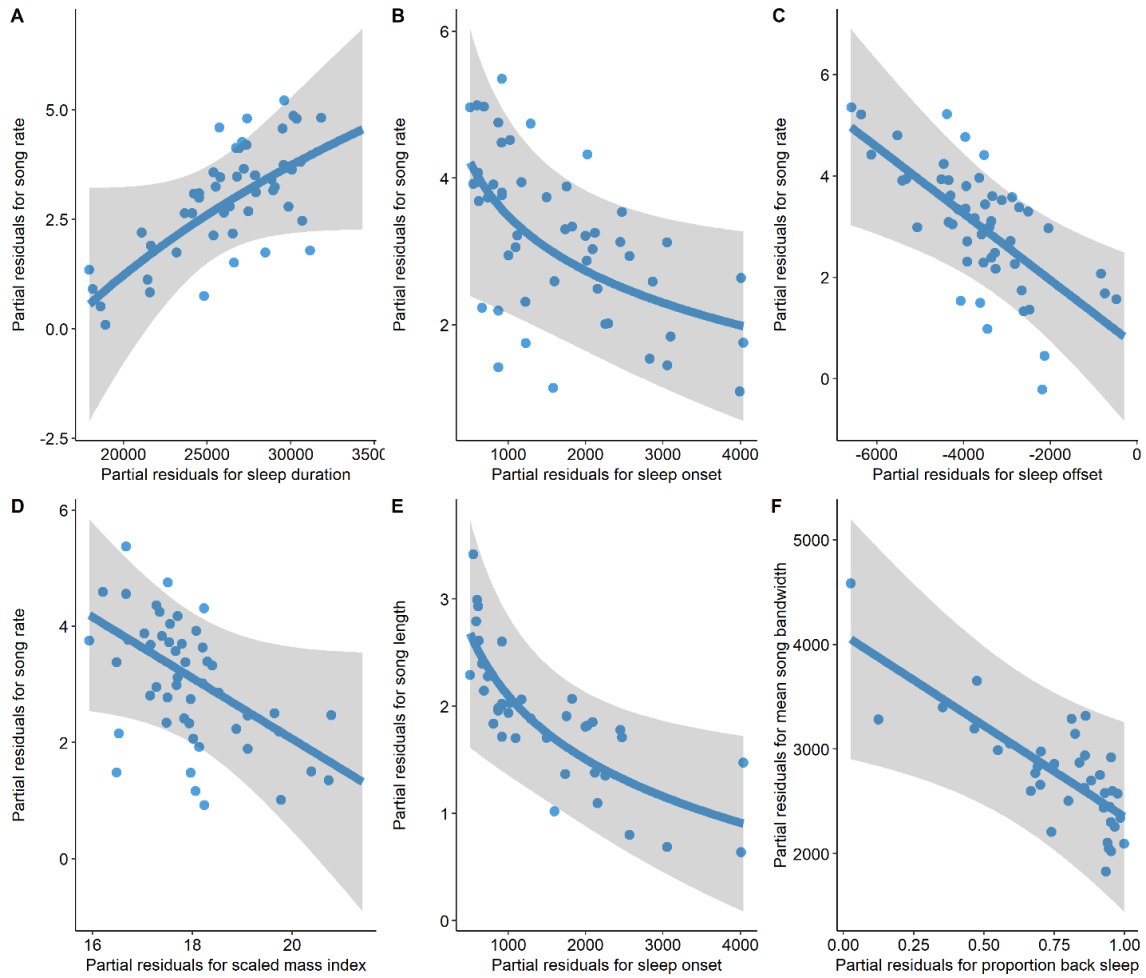 A
Partial residuals for song rate
5.0
2.5
0.0
-2.5
20000 25000 30000 3500
Partial residuals for sleep duration
B
Partial residuals for song rate
6
4
2
1000 2000 3000 4000
Partial residuals for sleep onset
C
Partial residuals for song rate
6
4
2
0
-6000 -4000 -2000 0
Partial residuals for sleep offset
D
Partial residuals for song rate
6
4
2
0
16 18 20
Partial residuals for scaled mass index
E
Partial residuals for song length
3
2
1
0
1000 2000 3000 4000
Partial residuals for sleep onset
F
Partial residuals for mean song bandwidth
5000
4000
3000
2000
0.00 0.25 0.50 0.75 1.00
Partial residuals for proportion back sleep